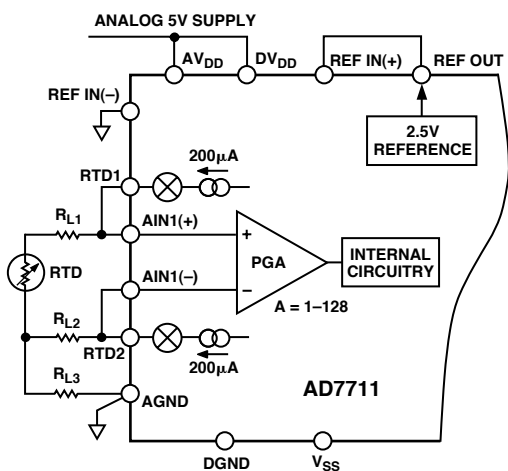 ANALOG 5V SUPPLY
AVDD
DVDD
REF IN(+)
REF OUT
REF IN(–)
2.5V
REFERENCE
200µA
RTD1
RL1
AIN1(+)
+
PGA
INTERNAL
CIRCUITRY
RTD
AIN1(–)
–
A = 1–128
RL2
RTD2
200µA
RL3
AGND
AD7711
DGND
VSS